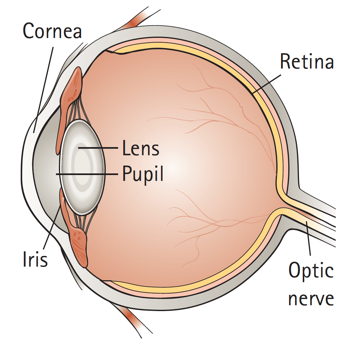 Cornea
Retina
Lens
Pupil
Iris
Optic
nerve